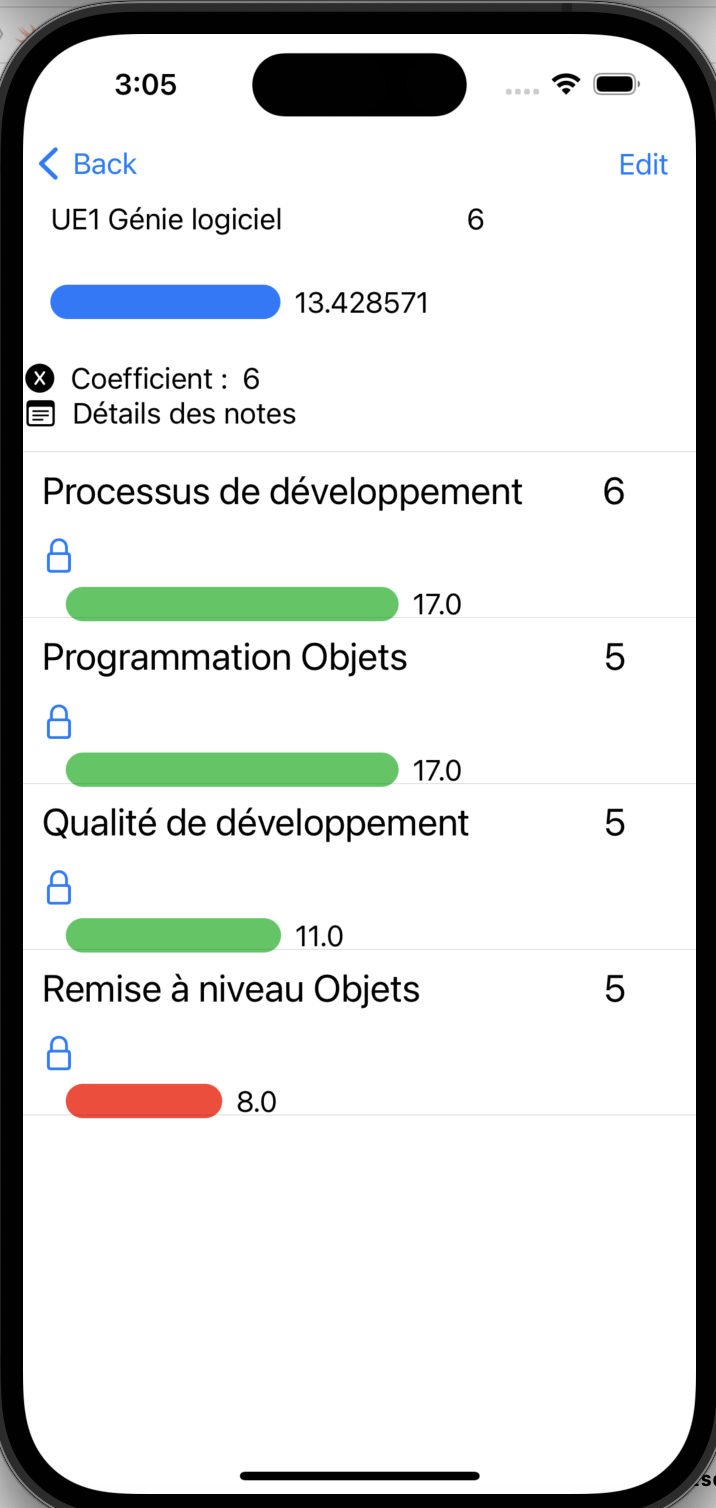 3:05
Back Edit
UE1 Génie logiciel 6
13.428571
X Coefficient : 6
Détails des notes
Processus de développement 6
17.0
Programmation Objets 5
17.0
Qualité de développement 5
11.0
Remise à niveau Objets 5
8.0